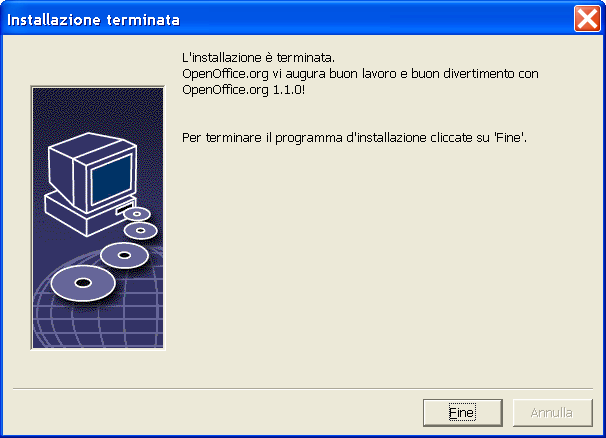 Installazione terminata
L'installazione è terminata.
OpenOffice.org vi augura buon lavoro e buon divertimento con
OpenOffice.org 1.1.0!
Per terminare il programma d'installazione cliccate su 'Fine'.
Fine
Annulla